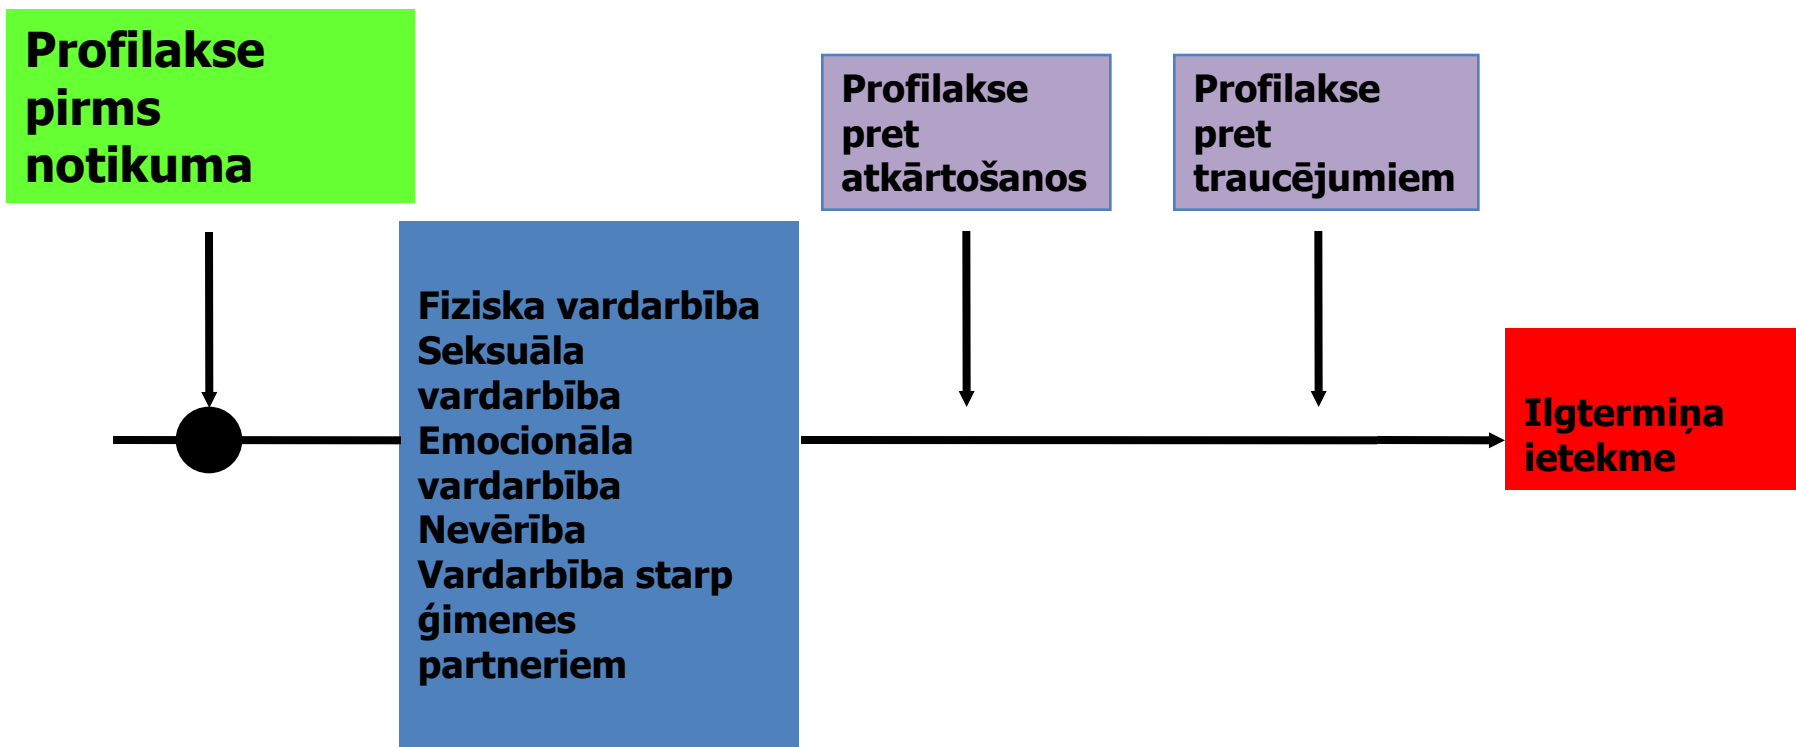 Profilakse
pirms
notikuma
Profilakse
pret
atkārtošanos
Profilakse
pret
traucējumiem
Fiziska vardarbība
Seksuāla
vardarbība
Emocionāla
vardarbība
Nevērība
Vardarbība starp
ģimenes
partneriem
Ilgtermiņa
ietekme